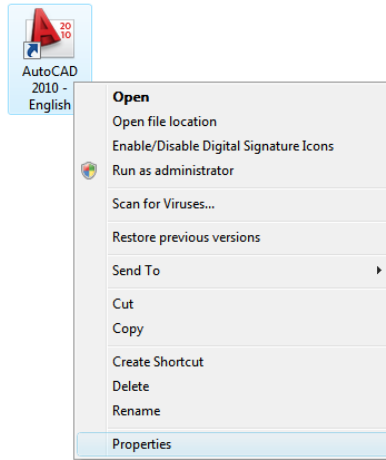 20
10
AutoCAD
2010 -
English
Open
Open file location
Enable/Disable Digital Signature Icons
Run as administrator
Scan for Viruses...
Restore previous versions
Send To
Cut
Copy
Create Shortcut
Delete
Rename
Properties